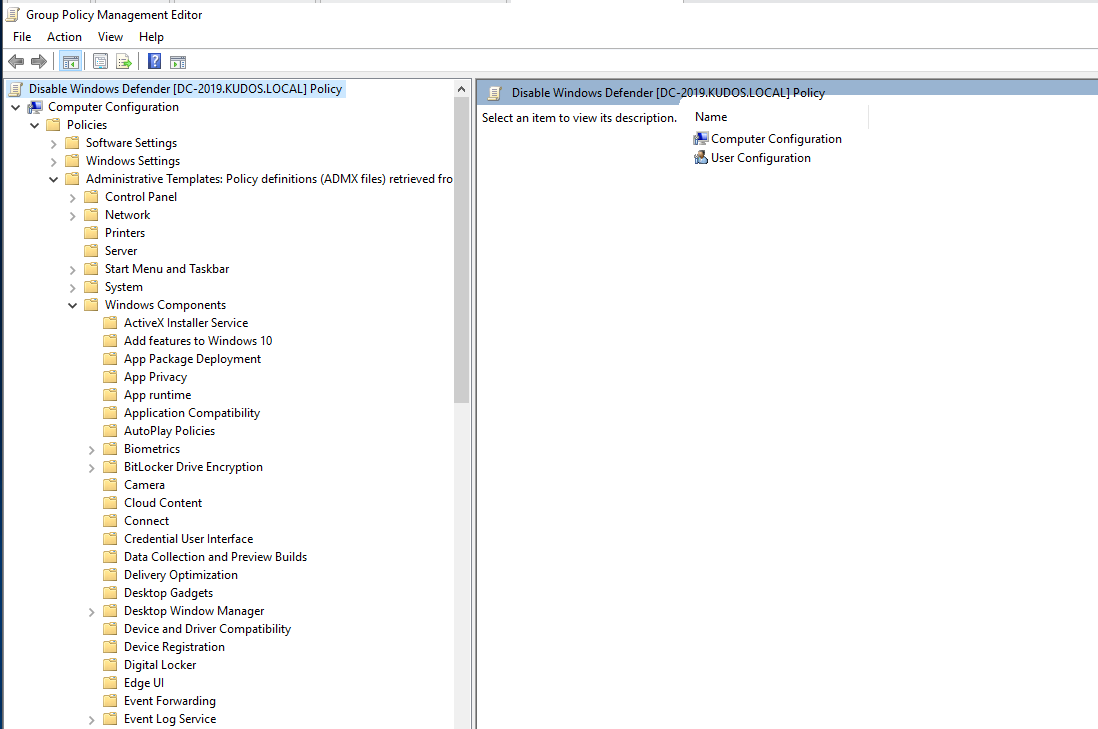 Group Policy Management Editor
File Action View Help
Disable Windows Defender [DC-2019.KUDOS.LOCAL] Policy
Computer Configuration
Policies
Software Settings
Windows Settings
Administrative Templates: Policy definitions (ADMX files) retrieved fro
Control Panel
Network
Printers
Server
Start Menu and Taskbar
System
Windows Components
ActiveX Installer Service
Add features to Windows 10
App Package Deployment
App Privacy
App runtime
Application Compatibility
AutoPlay Policies
Biometrics
BitLocker Drive Encryption
Camera
Cloud Content
Connect
Credential User Interface
Data Collection and Preview Builds
Delivery Optimization
Desktop Gadgets
Desktop Window Manager
Device and Driver Compatibility
Device Registration
Digital Locker
Edge UI
Event Forwarding
Event Log Service
Disable Windows Defender [DC-2019.KUDOS.LOCAL] Policy
Select an item to view its description.
Name
Computer Configuration
User Configuration